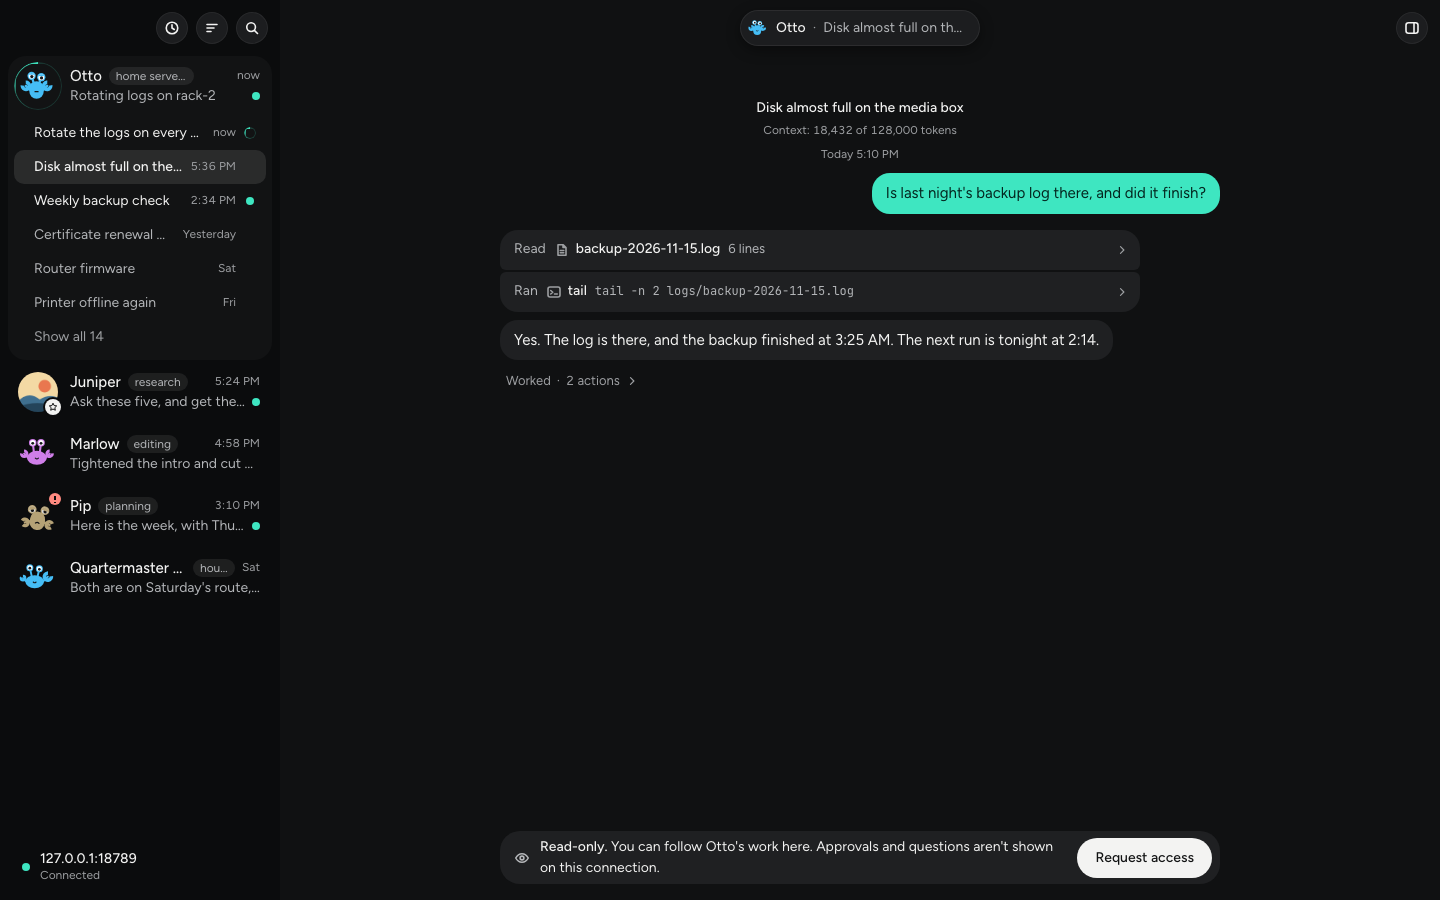 Otto home serve... now
Rotating logs on rack-2
Rotate the logs on every ... now
Disk almost full on the... 5:36 PM
Weekly backup check 2:34 PM
Certificate renewal ... Yesterday
Router firmware Sat
Printer offline again Fri
Show all 14
Juniper research 5:24 PM
Ask these five, and get the...
Marlow editing 4:58 PM
Tightened the intro and cut ...
Pip planning 3:10 PM
Here is the week, with Thu...
Quartermaster ... hou... Sat
Both are on Saturday's route,...
127.0.0.1:18789
Connected
Otto · Disk almost full on th...
Disk almost full on the media box
Context: 18,432 of 128,000 tokens
Today 5:10 PM
Is last night's backup log there, and did it finish?
Read backup-2026-11-15.log 6 lines
Ran tail tail -n 2 logs/backup-2026-11-15.log
Yes. The log is there, and the backup finished at 3:25 AM. The next run is tonight at 2:14.
Worked · 2 actions
Read-only. You can follow Otto's work here. Approvals and questions aren't shown
on this connection.
Request access